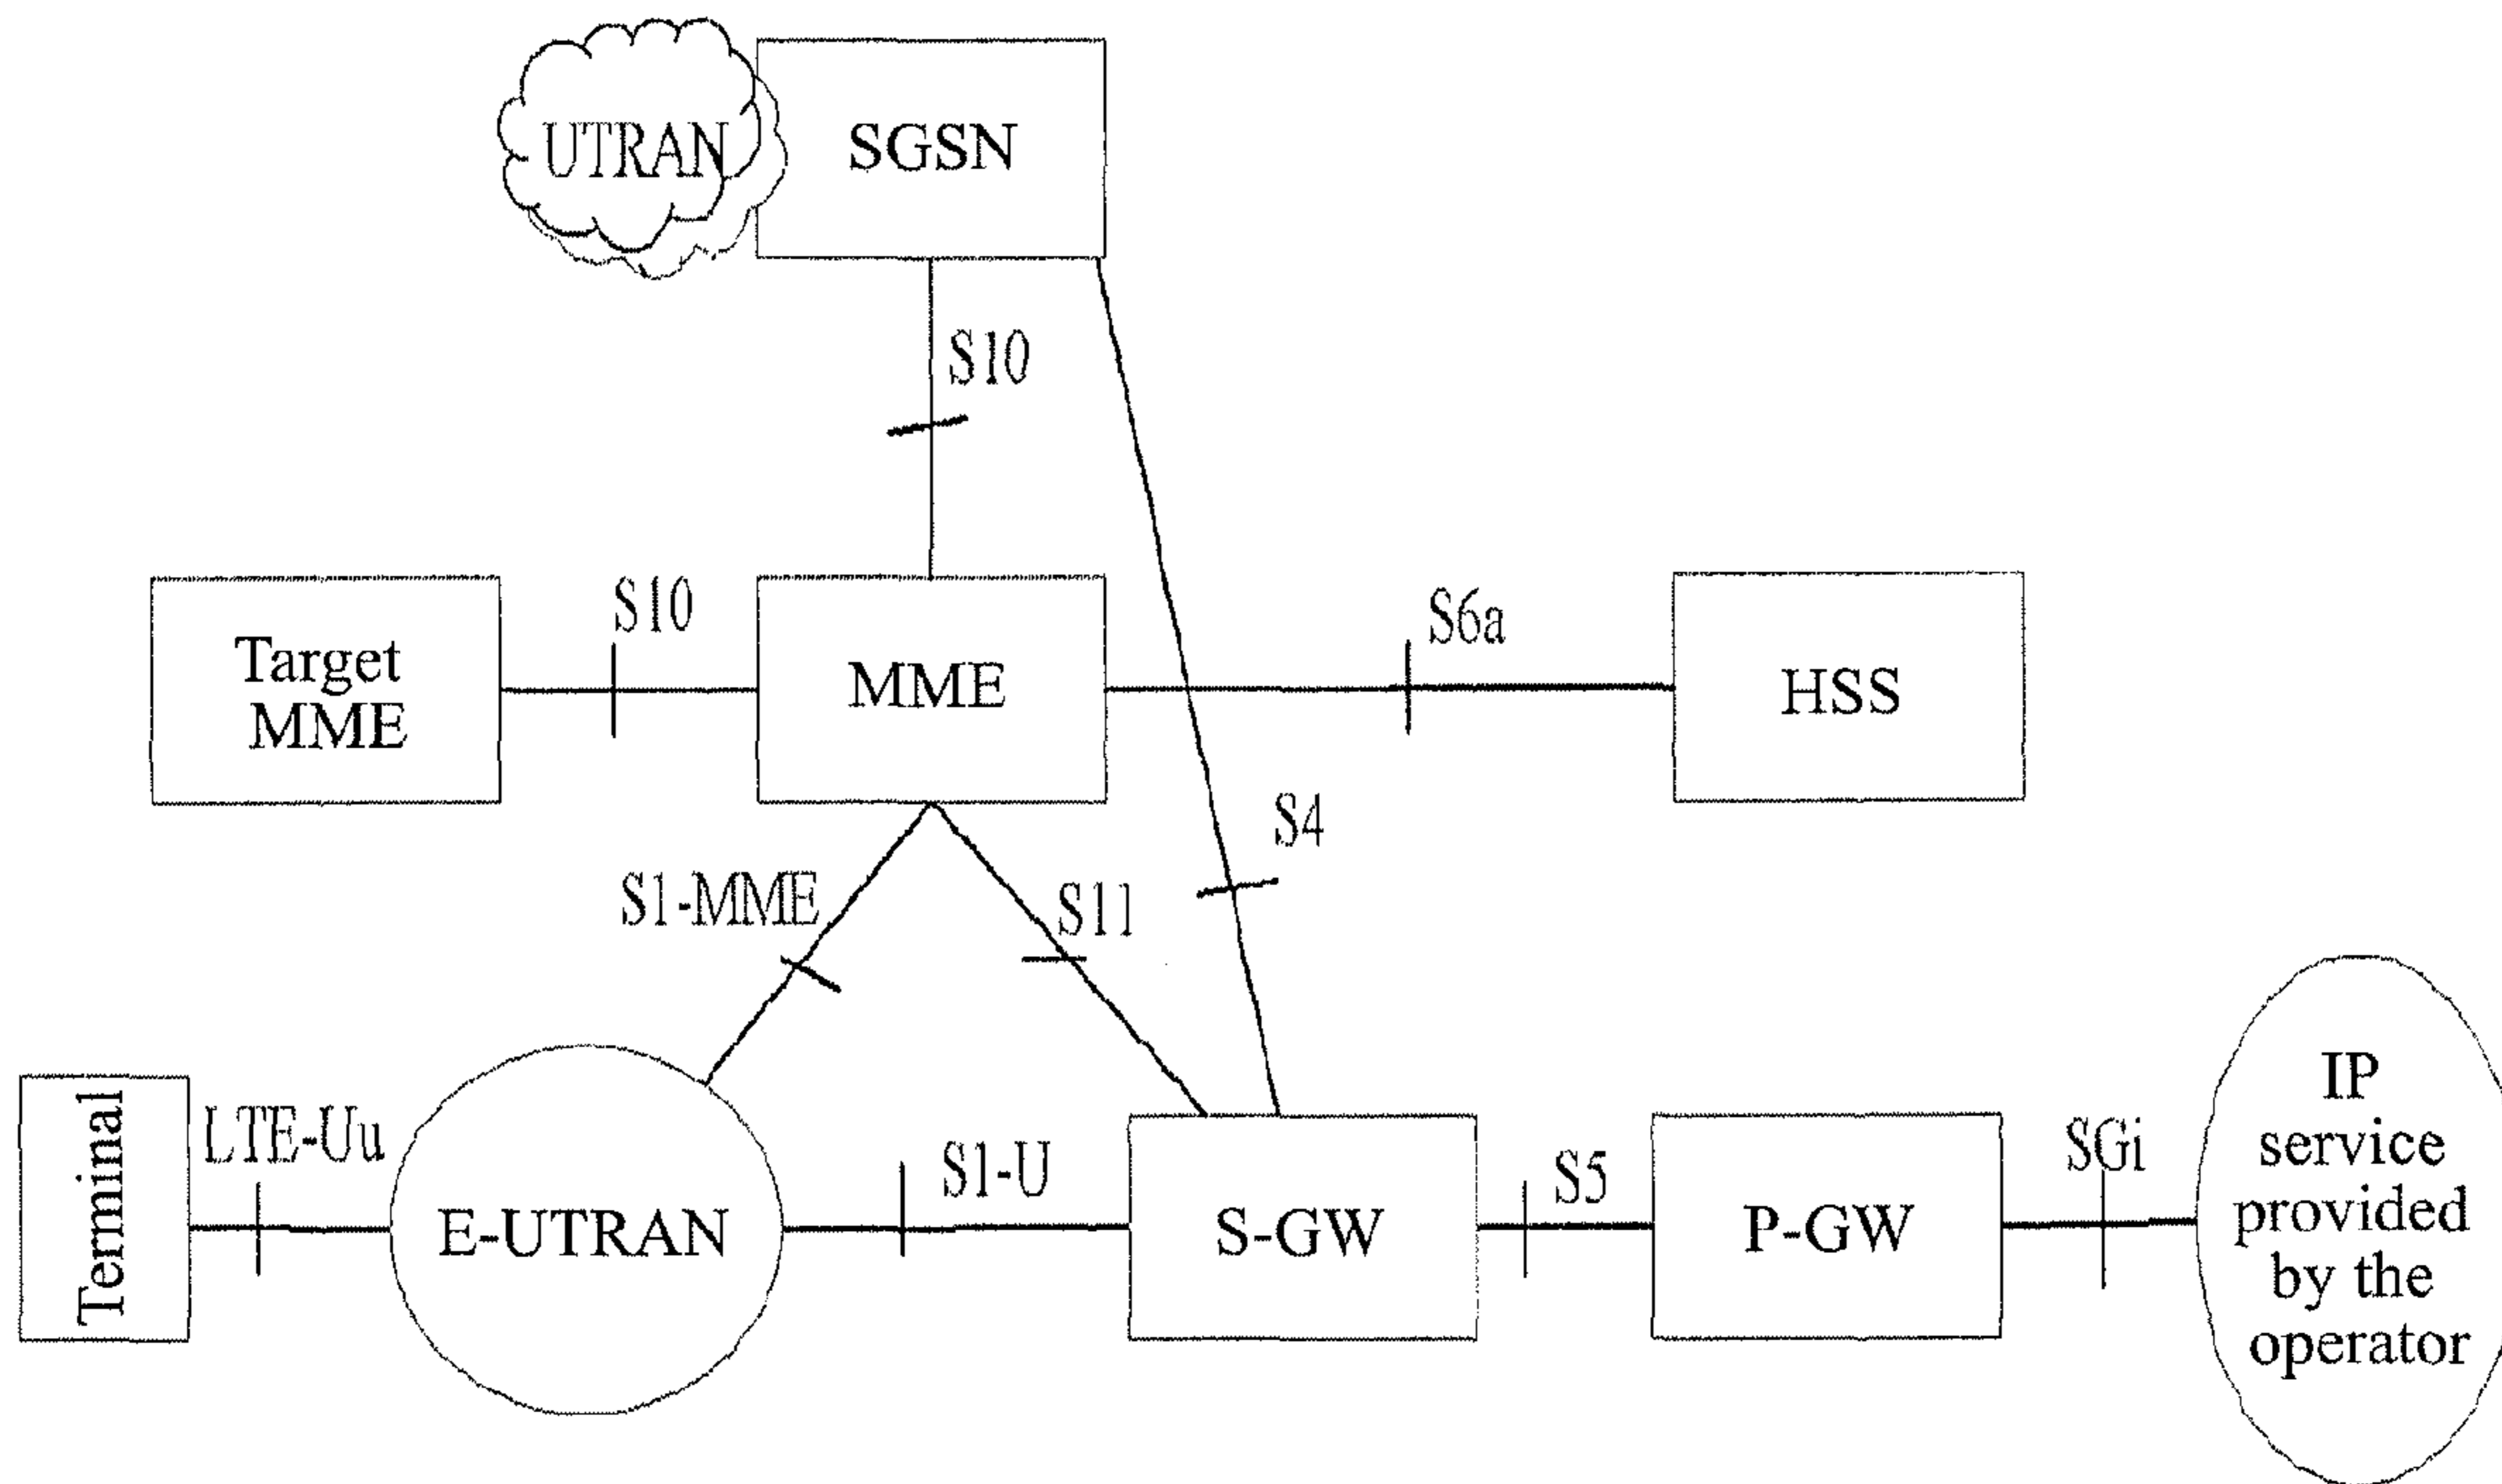 UTRAN
SGSN
S10
Target
MME
S10
MME
S6a
HSS
S4
S1-MME
S11
Terminal
LTE-Uu
E-UTRAN
S1-U
S-GW
S5
P-GW
SGi
IP
service
provided
by the
operator